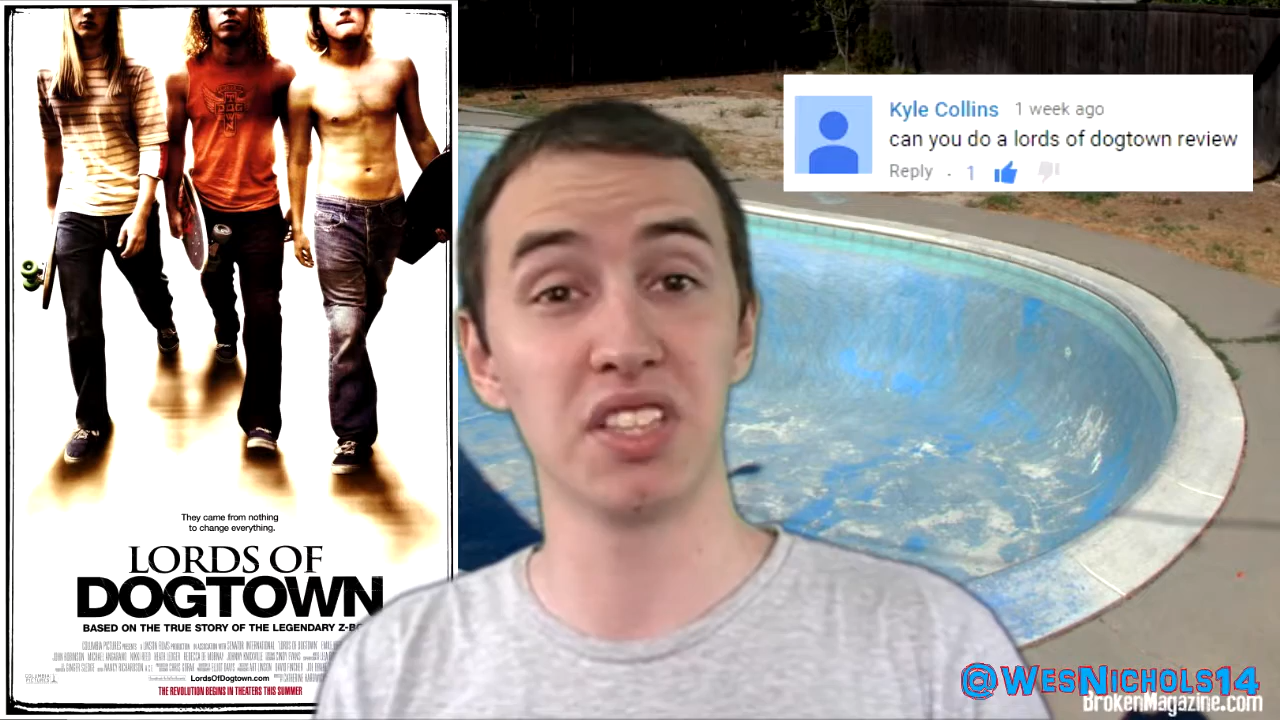 Kyle Collins 1 week ago
can you do a lords of dogtown review
Reply . 1
DOG
They came from nothing
to change everything.
LORDS OF
DOGTOWN
BASED ON THE TRUE STORY OF THE LEGENDARY Z-BO
LordsOfDogtown.com
THE REVOLUTION BEGINS IN THEATERS THIS SUMMER
@WesNichols14
BrokenMagazine.com